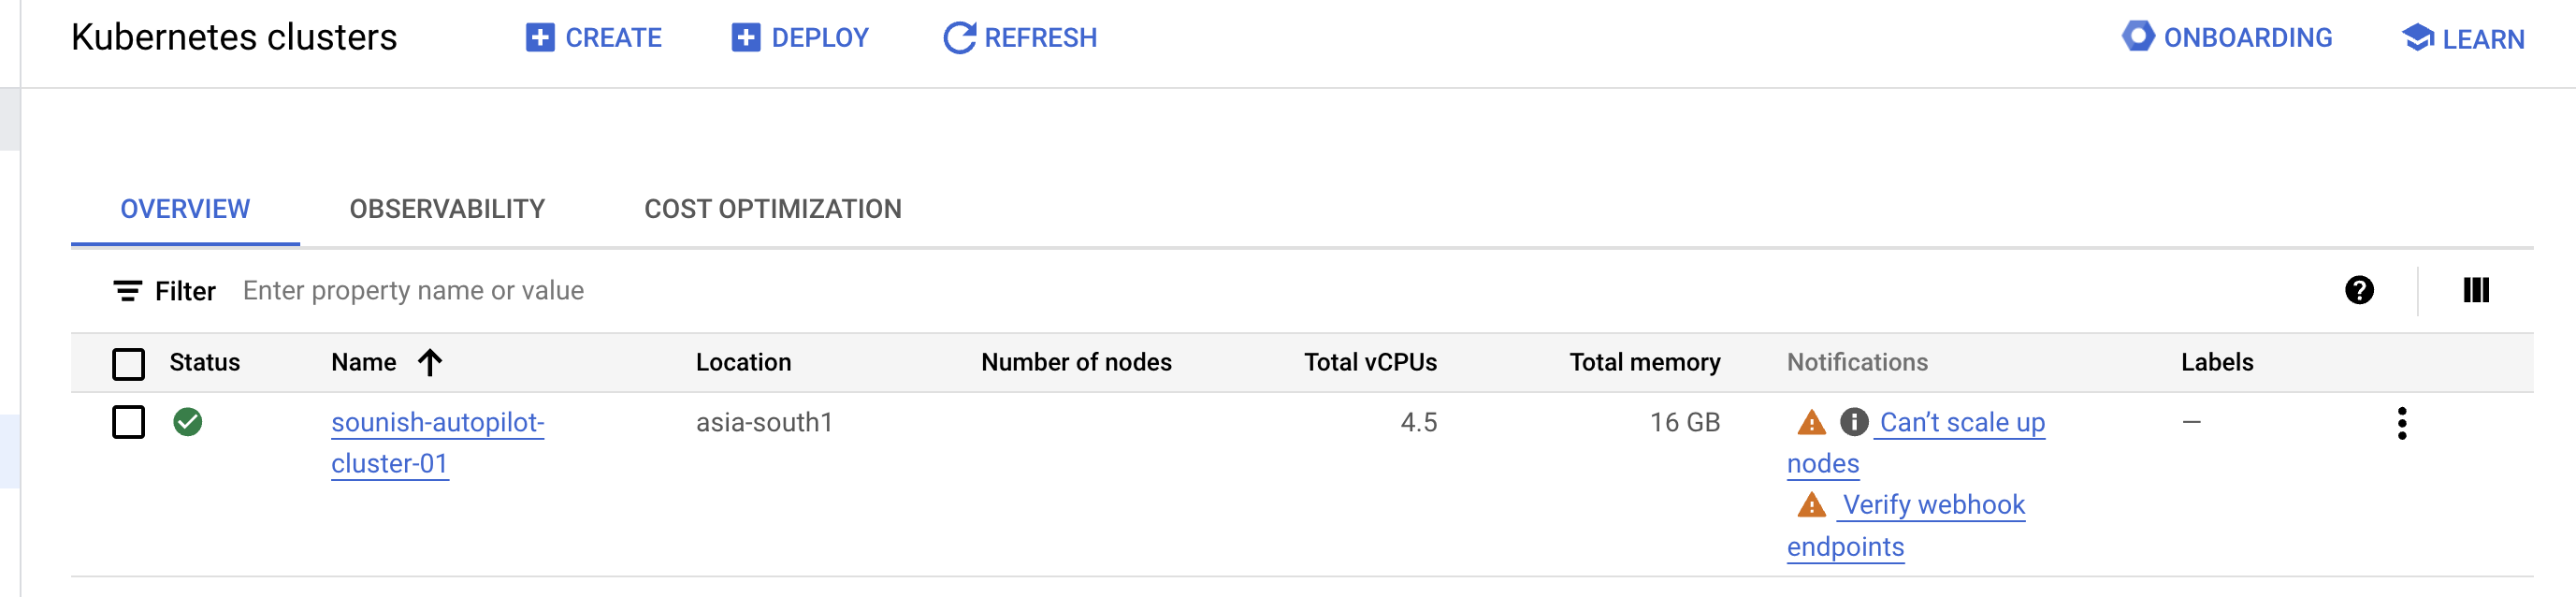 Kubernetes clusters CREATE DEPLOY REFRESH ONBOARDING LEARN
OVERVIEW OBSERVABILITY COST OPTIMIZATION
Filter Enter property name or value
Status Name Location Number of nodes Total vCPUs Total memory Notifications Labels
sounish-autopilot- asia-south1 4.5 16 GB Can’t scale up —
cluster-01 nodes
Verify webhook
endpoints